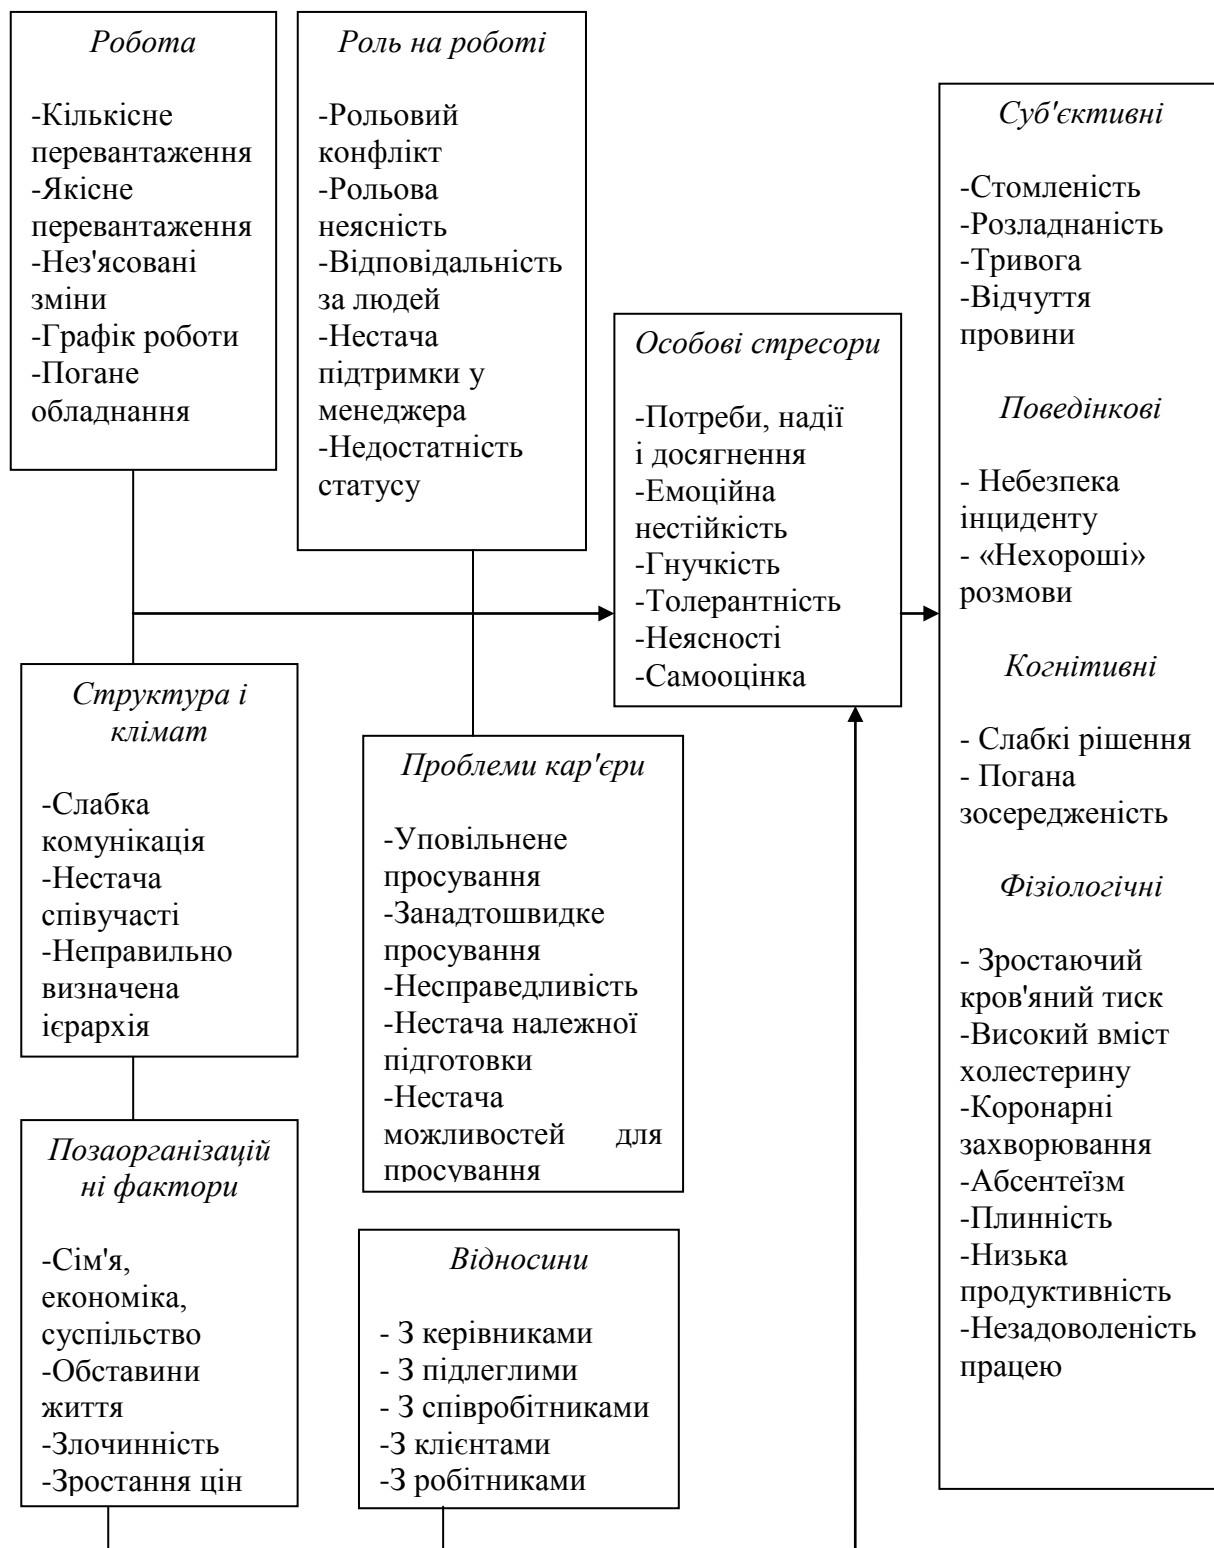 Робота
-Кількісне
перевантаження
-Якісне
перевантаження
-Нез'ясовані
зміни
-Графік роботи
-Погане
обладнання
Роль на роботі
-Рольовий
конфлікт
-Рольова
неясність
-Відповідальність
за людей
-Нестача
підтримки у
менеджера
-Недостатність
статусу
Структура і
клімат
-Слабка
комунікація
-Нестача
співучасті
-Неправильно
визначена
ієрархія
Проблеми кар'єри
-Уповільнене
просування
-Занадтошвидке
просування
-Несправедливість
-Нестача належної
підготовки
-Нестача
можливостей для
просування
Позаорганізацій
ні фактори
-Сім'я,
економіка,
суспільство
-Обставини
життя
-Злочинність
-Зростання цін
Відносини
- З керівниками
- З підлеглими
- З співробітниками
-З клієнтами
-З робітниками
Особові стресори
-Потреби, надії
і досягнення
-Емоційна
нестійкість
-Гнучкість
-Толерантність
-Неясності
-Самооцінка
Суб'єктивні
-Стомленість
-Розладнаність
-Тривога
-Відчуття
провини
Поведінкові
- Небезпека
інциденту
- «Нехороші»
розмови
Когнітивні
- Слабкі рішення
- Погана
зосередженість
Фізіологічні
- Зростаючий
кров'яний тиск
-Високий вміст
холестерину
-Коронарні
захворювання
-Абсентеїзм
-Плинність
-Низька
продуктивність
-Незадоволеність
працею